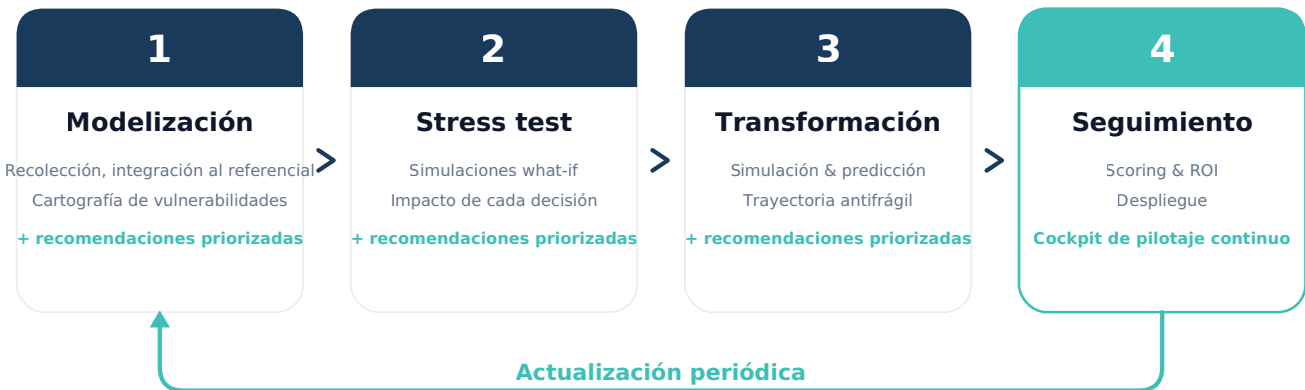 1
Modelización
Recolección, integración al referencial
Cartografía de vulnerabilidades
+ recomendaciones priorizadas
2
Stress test
Simulaciones what-if
Impacto de cada decisión
+ recomendaciones priorizadas
3
Transformación
Simulación & predicción
Trayectoria antifrágil
+ recomendaciones priorizadas
4
Seguimiento
Scoring & ROI
Despliegue
Cockpit de pilotaje continuo
Actualización periódica